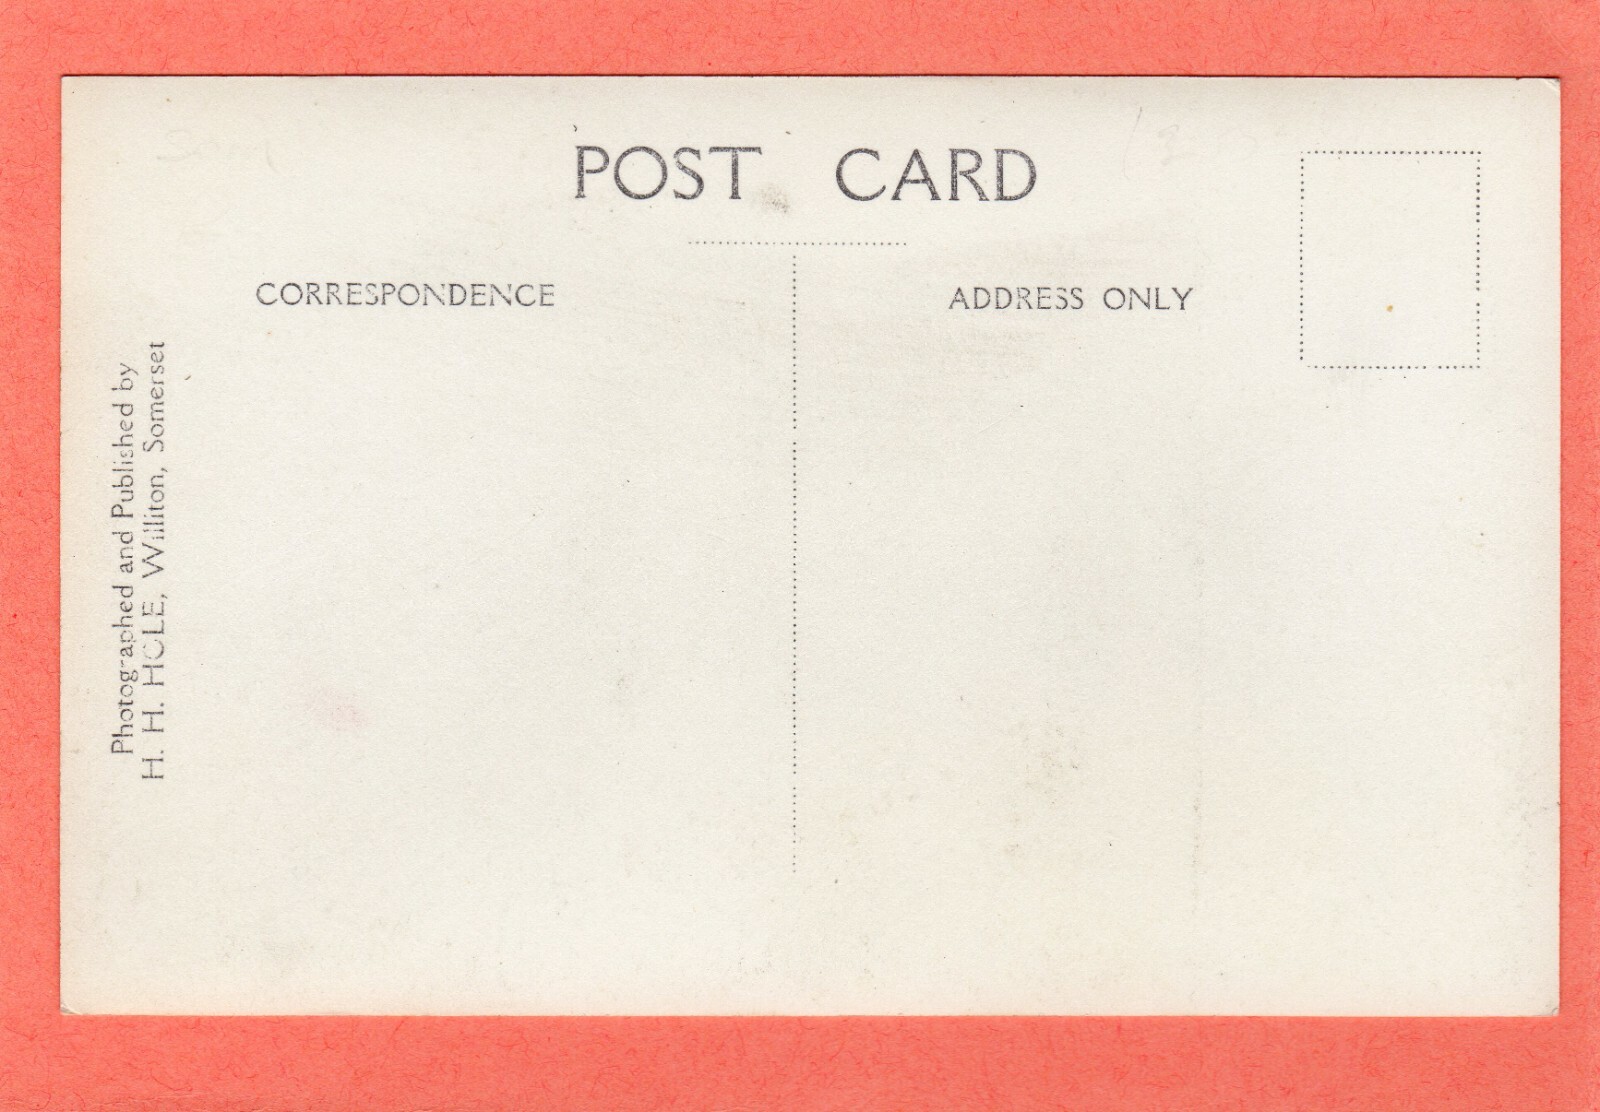 POST CARD
CORRESPONDENCE
ADDRESS ONLY
Photographed and Published by
H. H. HOLE, Williton, Somerset